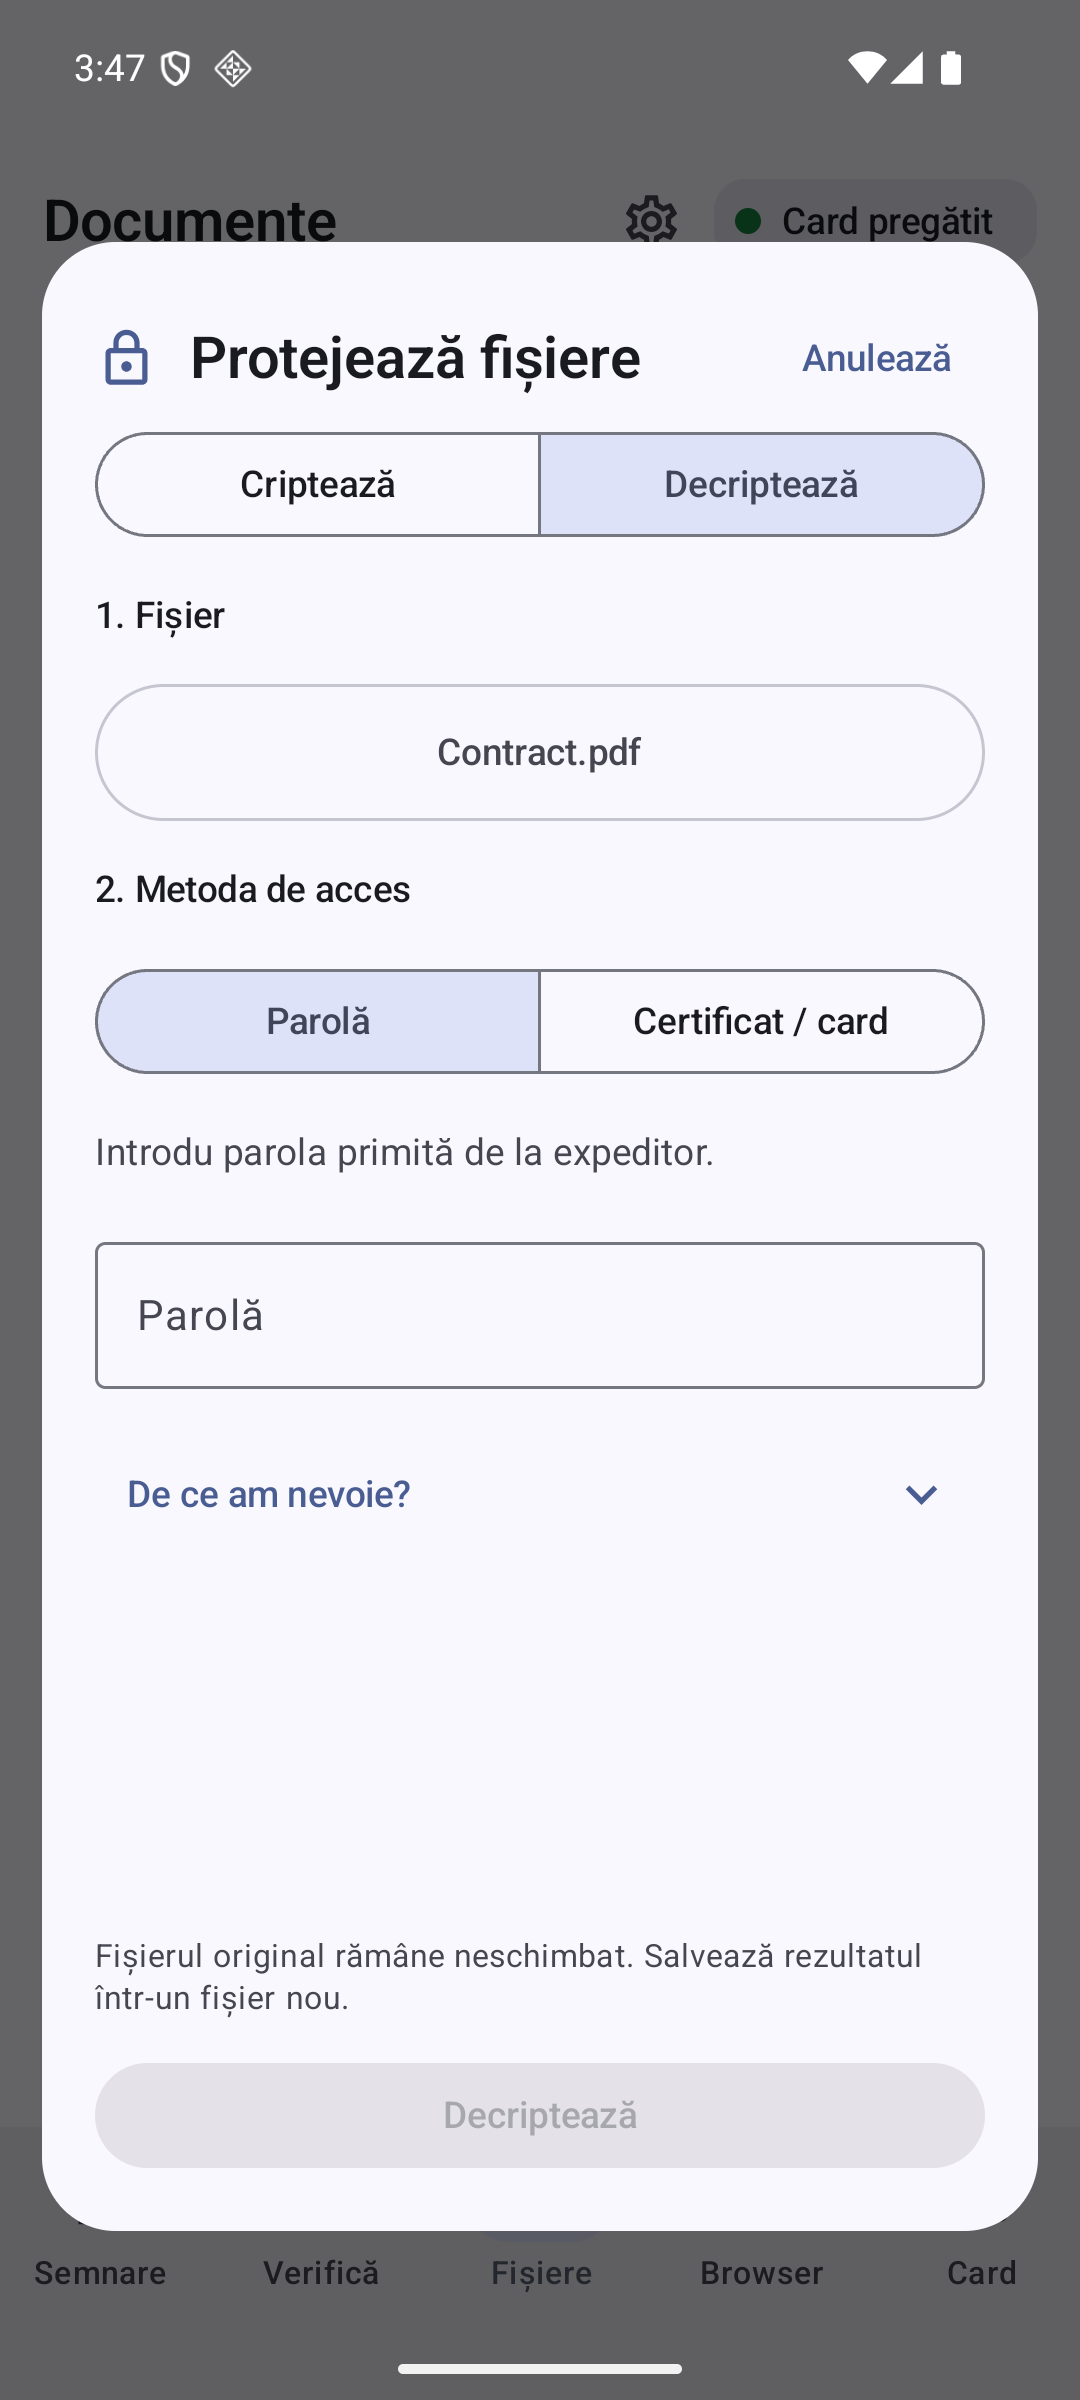 3:47
Documente
Card pregătit
Protejează fișiere
Anulează
Criptează
Decriptează
1. Fișier
Contract.pdf
2. Metoda de acces
Parolă
Certificat / card
Introdu parola primită de la expeditor.
Parolă
De ce am nevoie?
Fișierul original rămâne neschimbat. Salvează rezultatul
într-un fișier nou.
Decriptează
Semnare
Verifică
Fișiere
Browser
Card